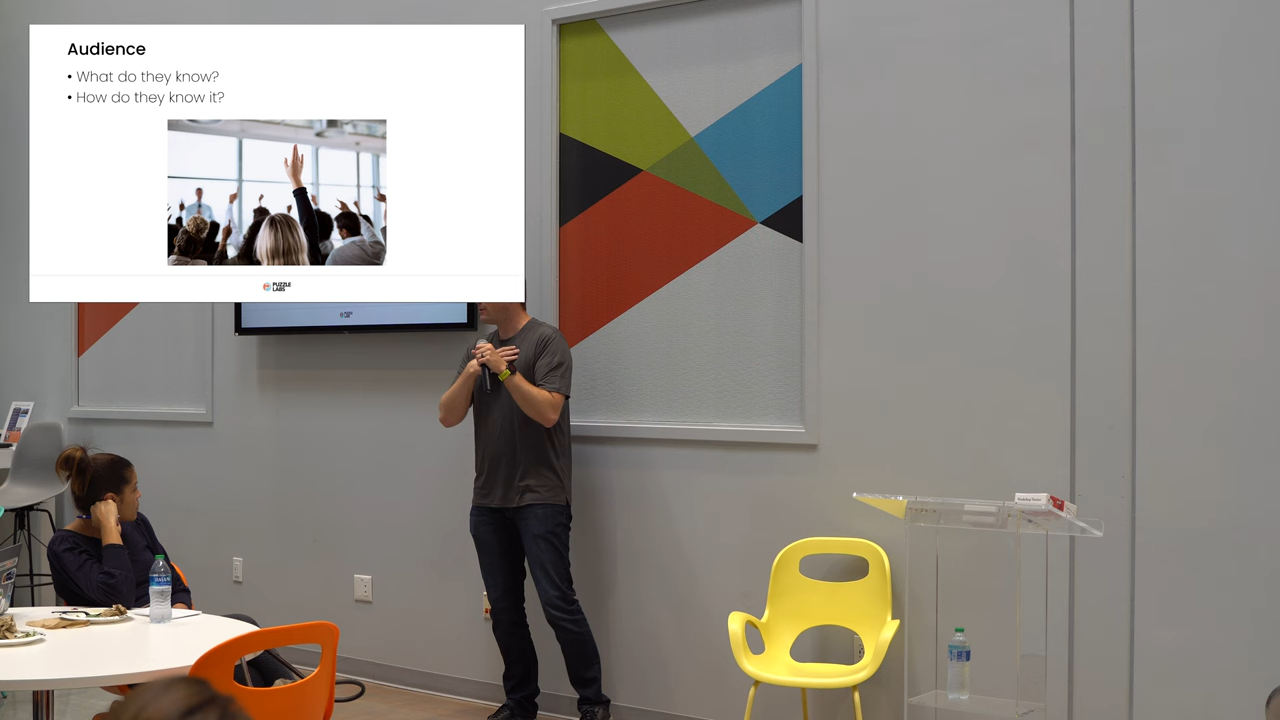 Audience
• What do they know?
• How do they know it?
PUZZLE
LABS